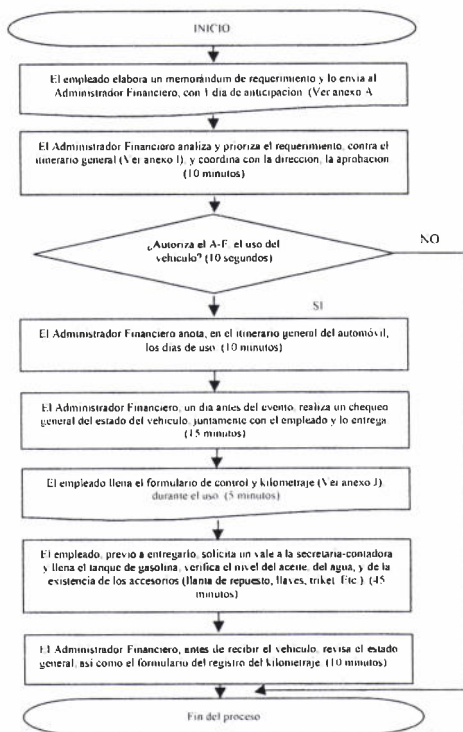 INICIO
El empleado elabora un memorándum de requerimiento y lo envía al
Administrador Financiero, con 1 día de anticipación (Ver anexo A
El Administrador Financiero analiza y prioriza el requerimiento, contra el
itinerario general (Ver anexo I), y coordina con la dirección, la aprobación
(10 minutos)
¿Autoriza el A-F, el uso del
vehículo? (10 segundos)
NO
SI
El Administrador Financiero anota, en el itinerario general del automóvil,
los días de uso (10 minutos)
El Administrador Financiero, un día antes del evento, realiza un chequeo
general del estado del vehículo, juntamente con el empleado y lo entrega
(15 minutos)
El empleado llena el formulario de control y kilometraje (Ver anexo J)
durante el uso (5 minutos)
El empleado, previo a entregarlo, solicita un vale a la secretaria-contadora
y llena el tanque de gasolina, verifica el nivel del aceite, del agua, y de la
existencia de los accesorios (llanta de repuesto, llaves, triket. Etc.) (45
minutos)
El Administrador Financiero, antes de recibir el vehículo, revisa el estado
general, así como el formulario del registro del kilometraje (10 minutos)
Fin del proceso